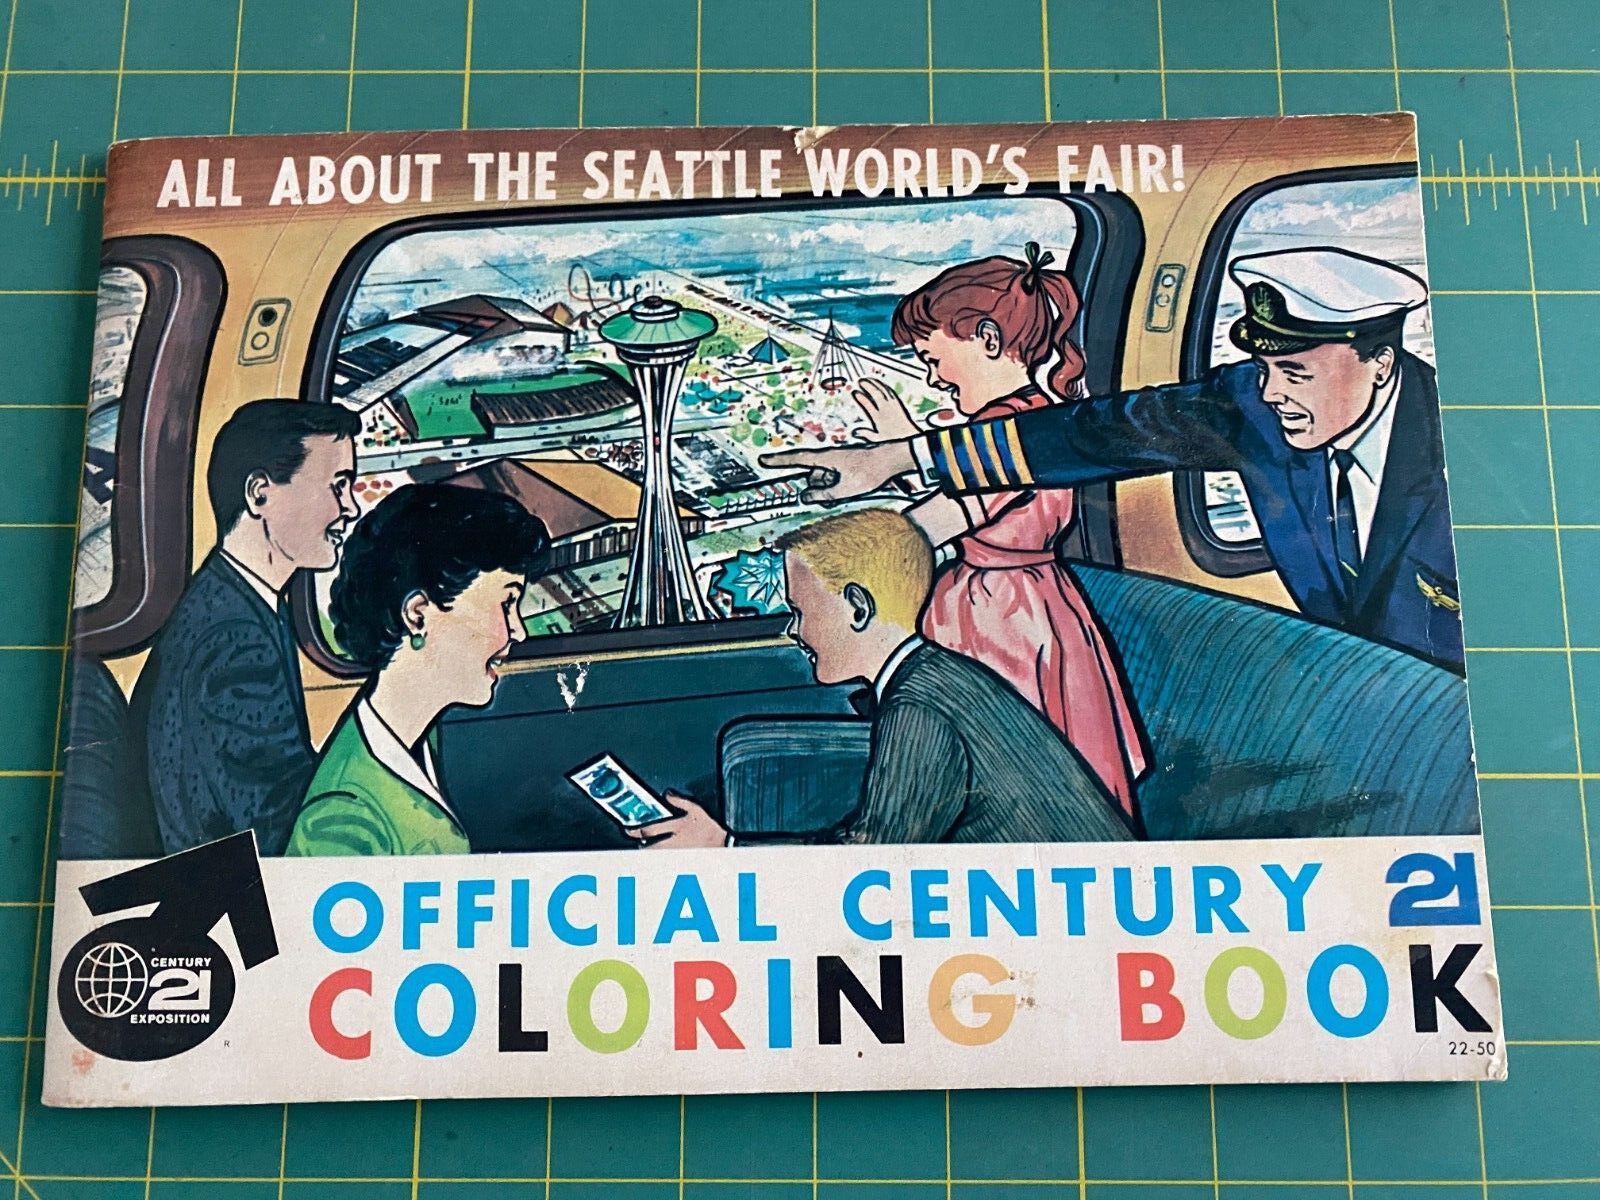 ALL ABOUT THE SEATTLE WORLD'S FAIR!
OFFICIAL CENTURY 21
COLORING BOOK
CENTURY
21
EXPOSITION
R
22-50